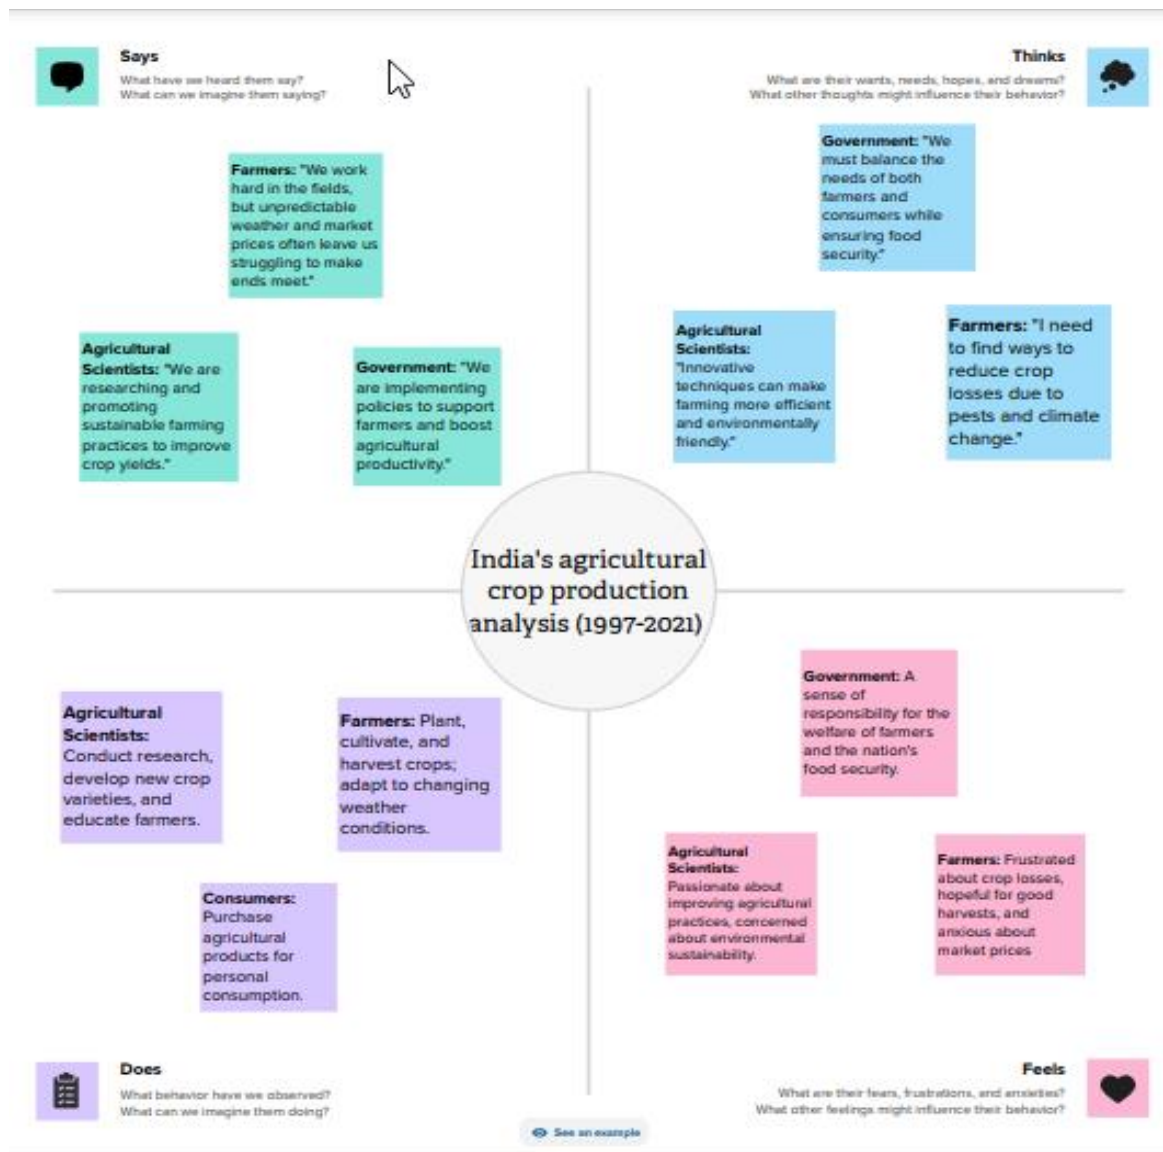 Says
What have we heard them say?
What can we imagine them saying?
Farmers: "We work
hard in the fields,
but unpredictable
weather and market
prices often leave us
struggling to make
ends meet."
Agricultural
Scientists: "We are
researching and
promoting
sustainable farming
practices to improve
crop yields."
Government: "We
are implementing
policies to support
farmers and boost
agricultural
productivity."
Thinks
What are their wants, needs, hopes, and dreams?
What other thoughts might influence their behavior?
Government: "We
must balance the
needs of both
farmers and
consumers while
ensuring food
security."
Agricultural
Scientists:
"Innovative
techniques can make
farming more efficient
and environmentally
friendly."
Farmers: "I need
to find ways to
reduce crop
losses due to
pests and climate
change."
India's agricultural
crop production
analysis (1997-2021)
Agricultural
Scientists:
Conduct research,
develop new crop
varieties, and
educate farmers.
Farmers: Plant,
cultivate, and
harvest crops;
adapt to changing
weather
conditions.
Consumers:
Purchase
agricultural
products for
personal
consumption.
Does
What behavior have we observed?
What can we imagine them doing?
Government: A
sense of
responsibility for the
welfare of farmers
and the nation's
food security.
Agricultural
Scientists:
Passionate about
improving agricultural
practices, concerned
about environmental
sustainability.
Farmers: Frustrated
about crop losses,
hopeful for good
harvests, and
anxious about
market prices
Feels
What are their fears, frustrations, and anxieties?
What other feelings might influence their behavior?
See an example